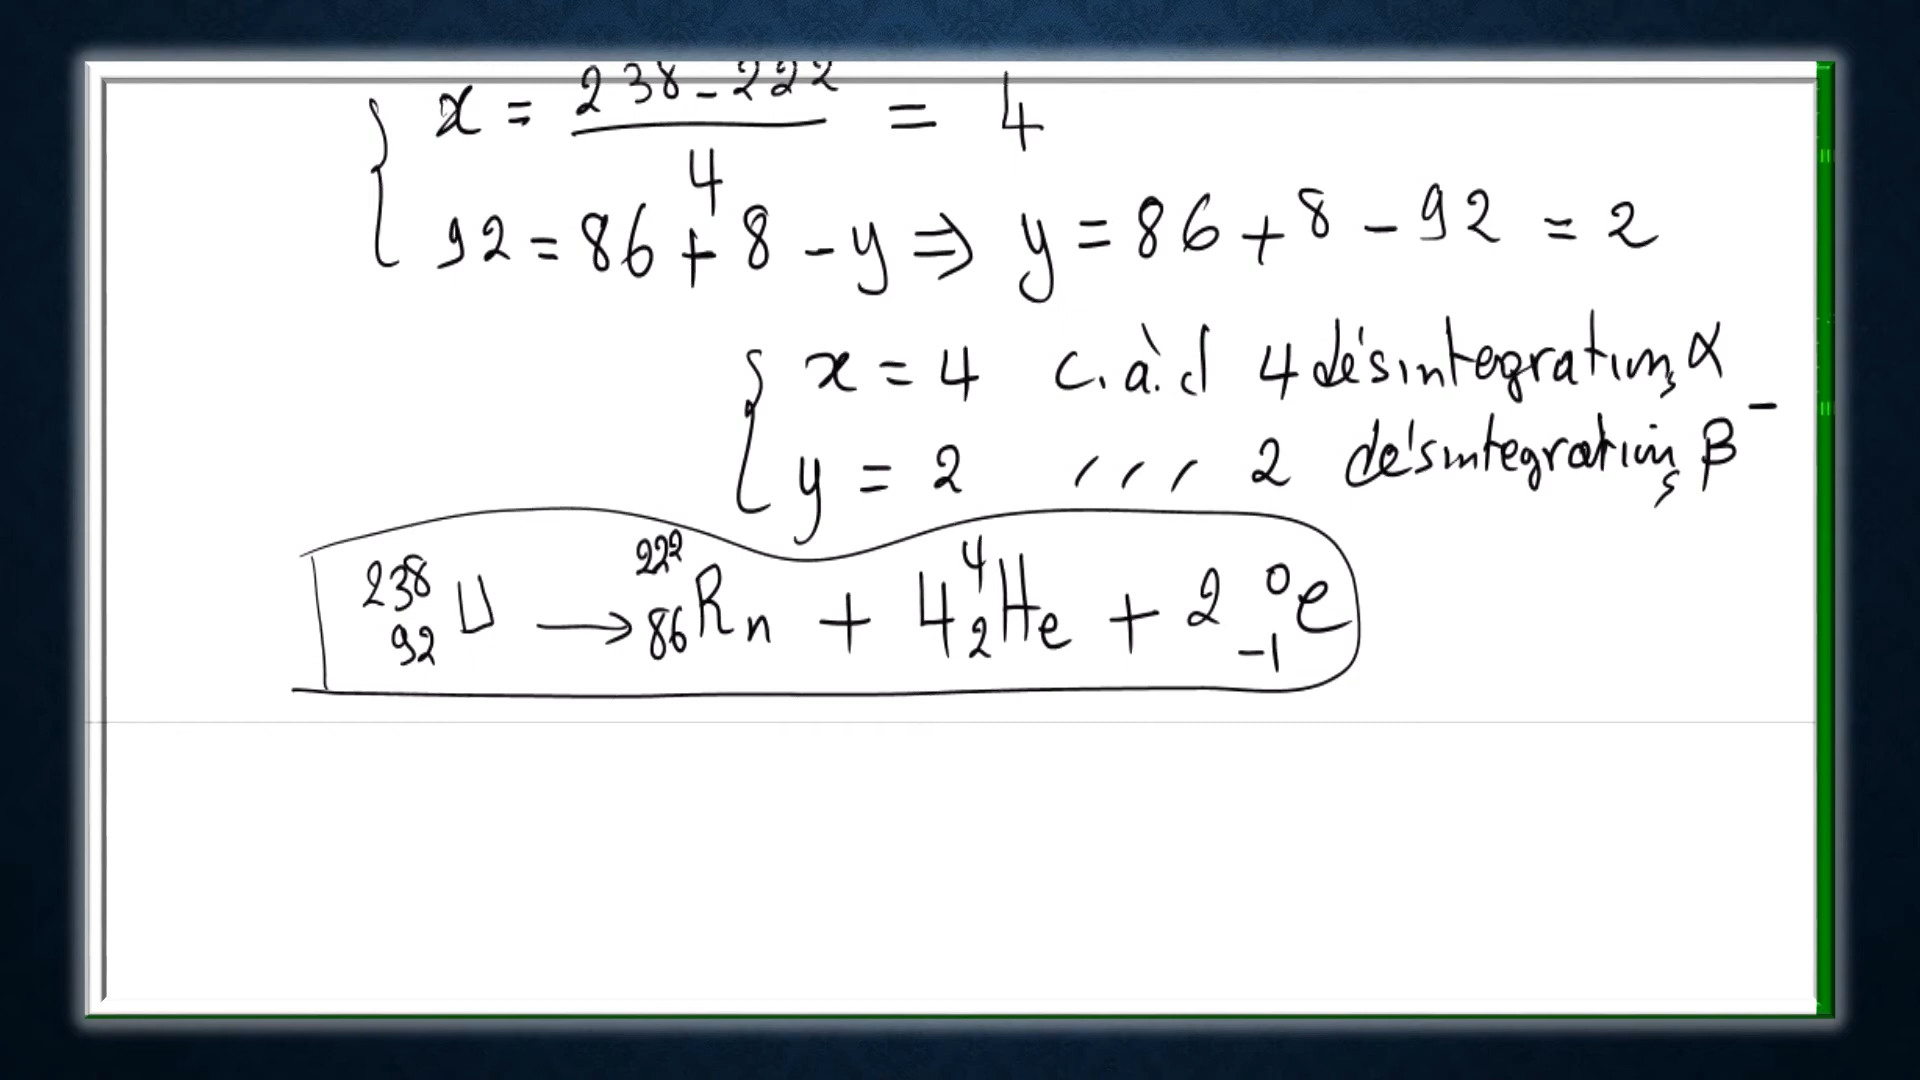 x = 238 - 222 / 4 = 4
92 = 86 + 8 - y ⇒ y = 86 + 8 - 92 = 2
x = 4 c.à.d 4 désintegrations α
y = 2 , , , 2 désintegrations β⁻
²³⁸₉₂U → ²²²₈₆Rn + 4 ⁴₂He + 2 ⁰₋₁e